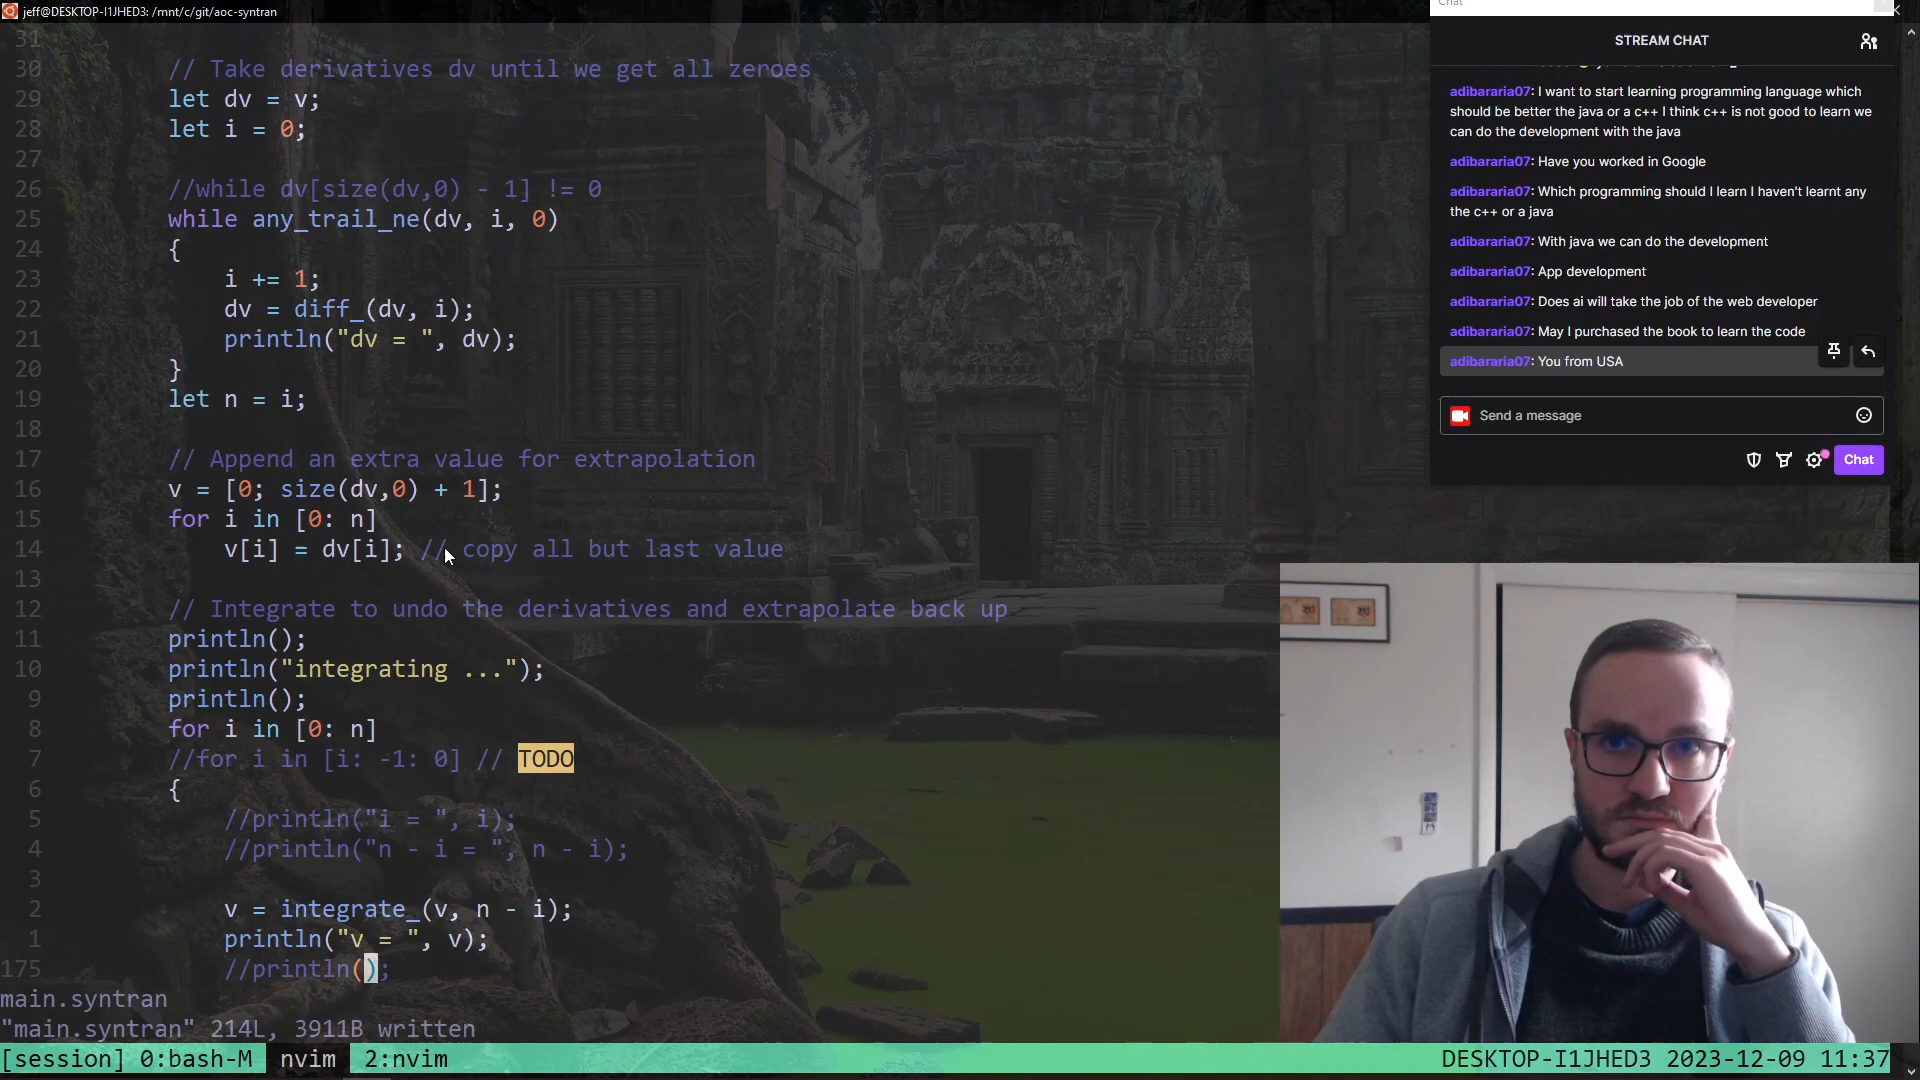 jeff@DESKTOP-I1JHED3: /mnt/c/git/aoc-syntran
31
30 // Take derivatives dv until we get all zeroes
29 let dv = v;
28 let i = 0;
27
26 //while dv[size(dv,0) - 1] != 0
25 while any_trail_ne(dv, i, 0)
24 {
23 i += 1;
22 dv = diff_(dv, i);
21 println("dv = ", dv);
20 }
19 let n = i;
18
17 // Append an extra value for extrapolation
16 v = [0; size(dv,0) + 1];
15 for i in [0: n]
14 v[i] = dv[i]; // copy all but last value
13
12 // Integrate to undo the derivatives and extrapolate back up
11 println();
10 println("integrating ...");
9 println();
8 for i in [0: n]
7 //for i in [i: -1: 0] // TODO
6 {
5 //println("i = ", i);
4 //println("n - i = ", n - i);
3
2 v = integrate_(v, n - i);
1 println("v = ", v);
175 //println();
main.syntran
"main.syntran" 214L, 3911B written
[session] 0:bash-M nvim 2:nvim
DESKTOP-I1JHED3 2023-12-09 11:37
Chat
STREAM CHAT
adibararia07: I want to start learning programming language which
should be better the java or a c++ I think c++ is not good to learn we
can do the development with the java
adibararia07: Have you worked in Google
adibararia07: Which programming should I learn I haven't learnt any
the c++ or a java
adibararia07: With java we can do the development
adibararia07: App development
adibararia07: Does ai will take the job of the web developer
adibararia07: May I purchased the book to learn the code
adibararia07: You from USA
Send a message
Chat